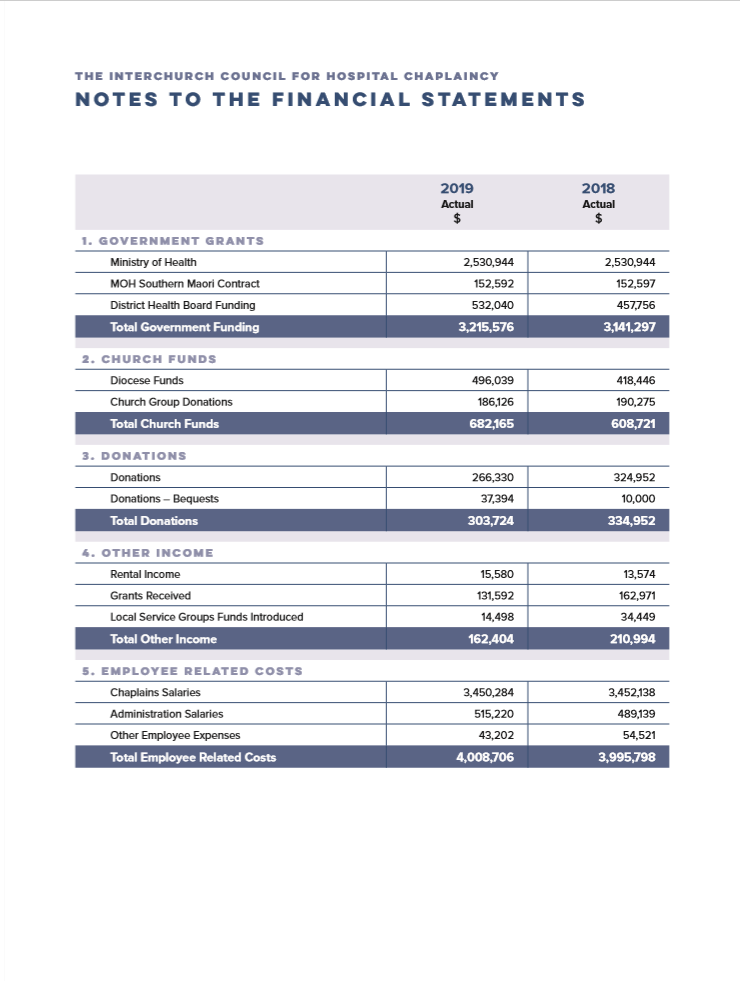 THE INTERCHURCH COUNCIL FOR HOSPITAL CHAPLAINCY
NOTES TO THE FINANCIAL STATEMENTS
2019 2018
Actual Actual
$ $
1. GOVERNMENT GRANTS
Ministry of Health 2,530,944 2,530,944
MOH Southern Maori Contract 152,592 152,597
District Health Board Funding 532,040 457,756
Total Government Funding 3,215,576 3,141,297
2. CHURCH FUNDS
Diocese Funds 496,039 418,446
Church Group Donations 186,126 190,275
Total Church Funds 682,165 608,721
3. DONATIONS
Donations 266,330 324,952
Donations – Bequests 37,394 10,000
Total Donations 303,724 334,952
4. OTHER INCOME
Rental Income 15,580 13,574
Grants Received 131,592 162,971
Local Service Groups Funds Introduced 14,498 34,449
Total Other Income 162,404 210,994
5. EMPLOYEE RELATED COSTS
Chaplains Salaries 3,450,284 3,452,138
Administration Salaries 515,220 489,139
Other Employee Expenses 43,202 54,521
Total Employee Related Costs 4,008,706 3,995,798